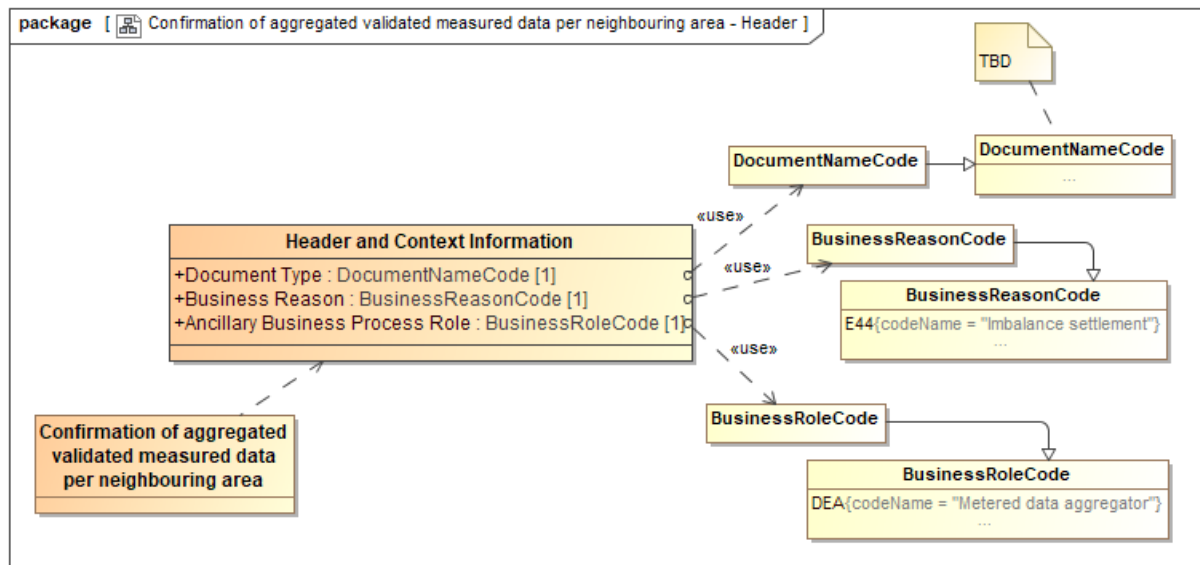 package [ Confirmation of aggregated validated measured data per neighbouring area - Header ]
TBD
DocumentNameCode
DocumentNameCode
...
«use»
Header and Context Information
+Document Type : DocumentNameCode [1]
+Business Reason : BusinessReasonCode [1]
+Ancillary Business Process Role : BusinessRoleCode [1]
«use»
BusinessReasonCode
BusinessReasonCode
E44{codeName = "Imbalance settlement"}
...
«use»
BusinessRoleCode
BusinessRoleCode
DEA{codeName = "Metered data aggregator"}
...
Confirmation of aggregated
validated measured data
per neighbouring area